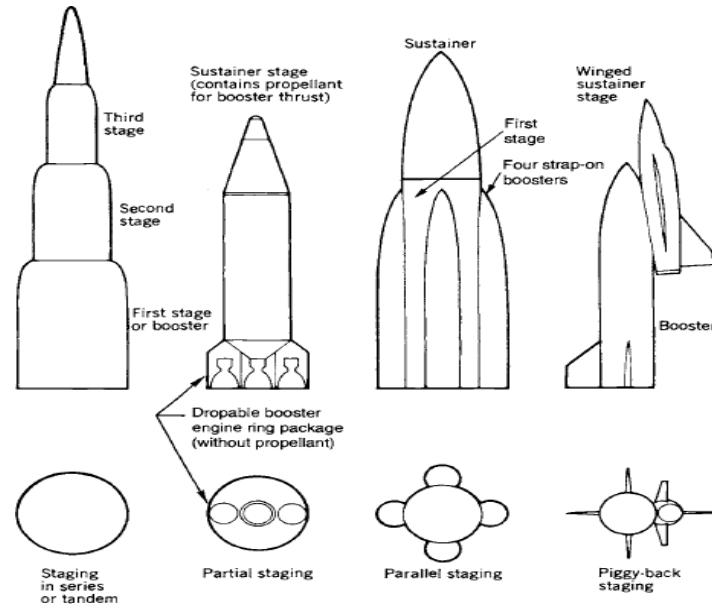 Third
stage
Second
stage
First stage
or booster
Sustainer stage
(contains propellant
for booster thrust)
Dropable booster
engine ring package
(without propellant)
Sustainer
First
stage
Four strap-on
boosters
Winged
sustainer
stage
Booster
Staging
in series
or tandem
Partial staging
Parallel staging
Piggy-back
staging